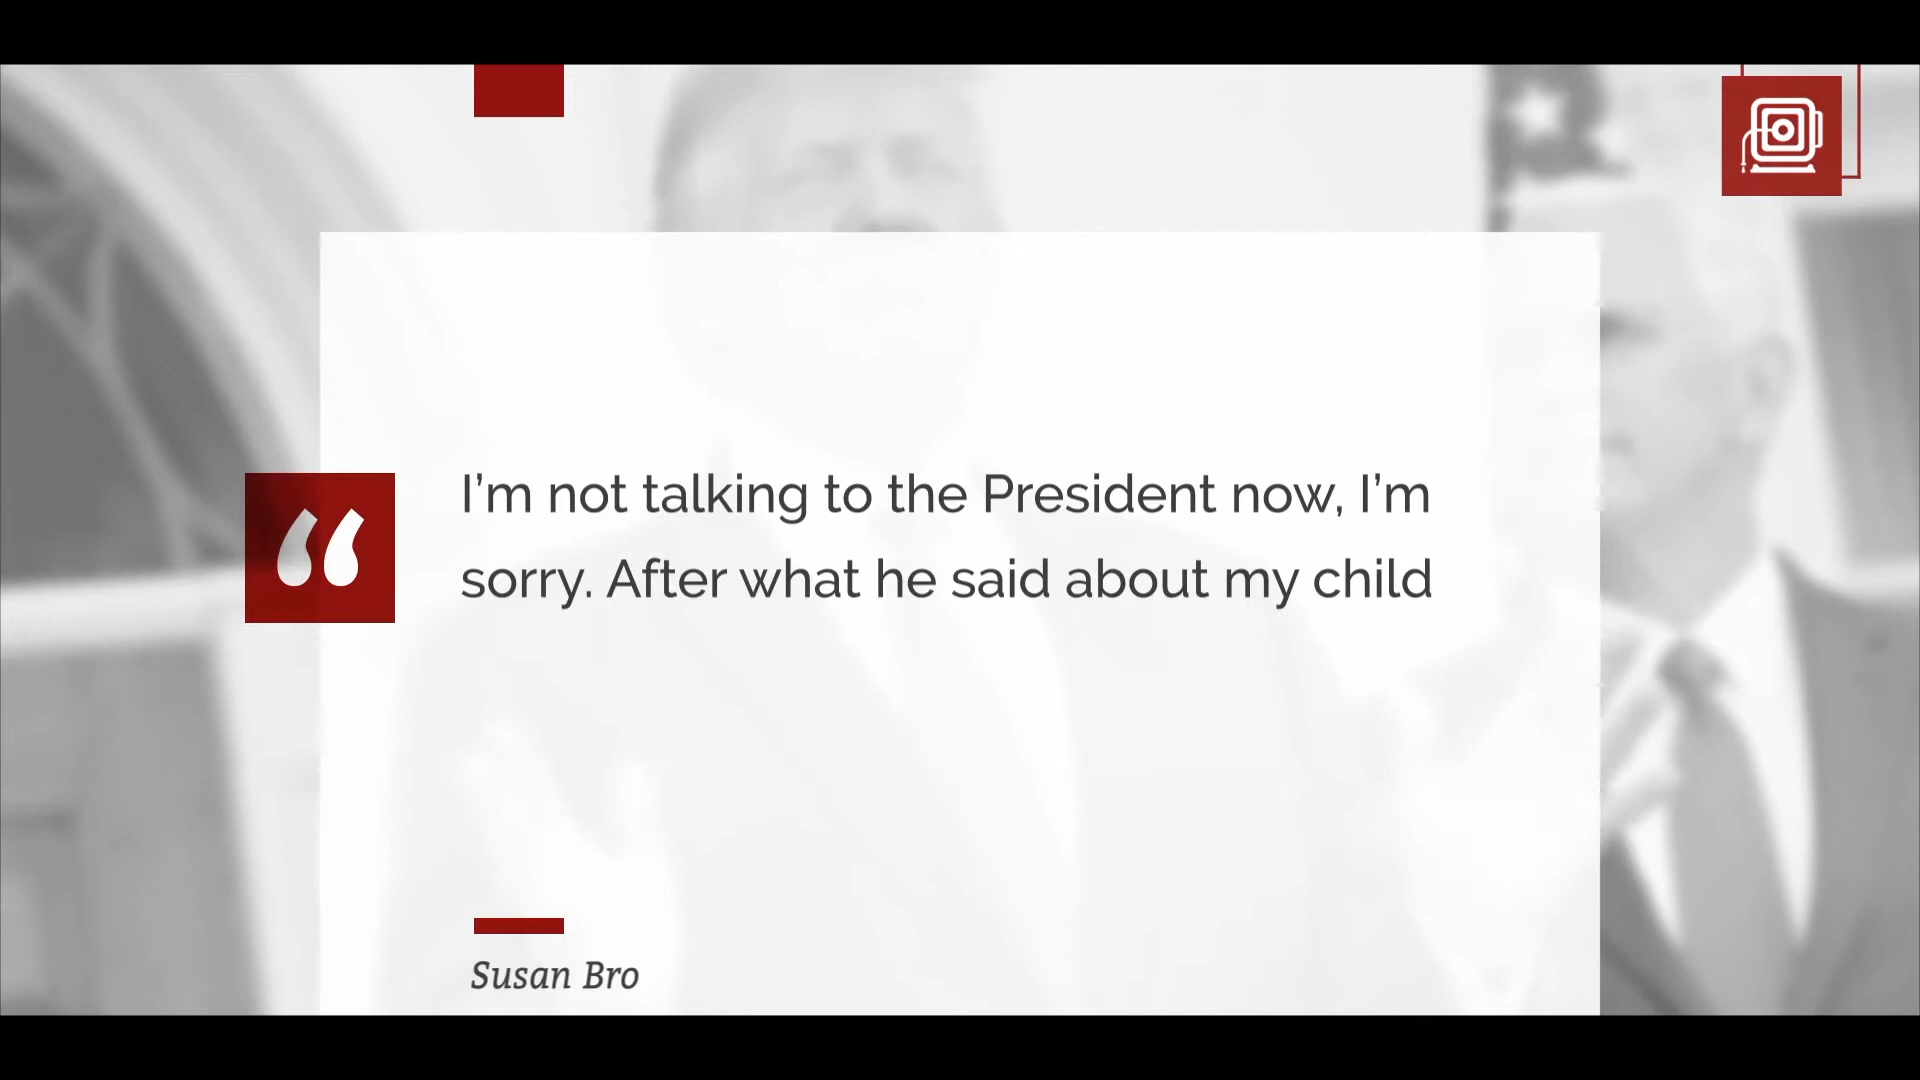 I’m not talking to the President now, I’m
sorry. After what he said about my child
Susan Bro